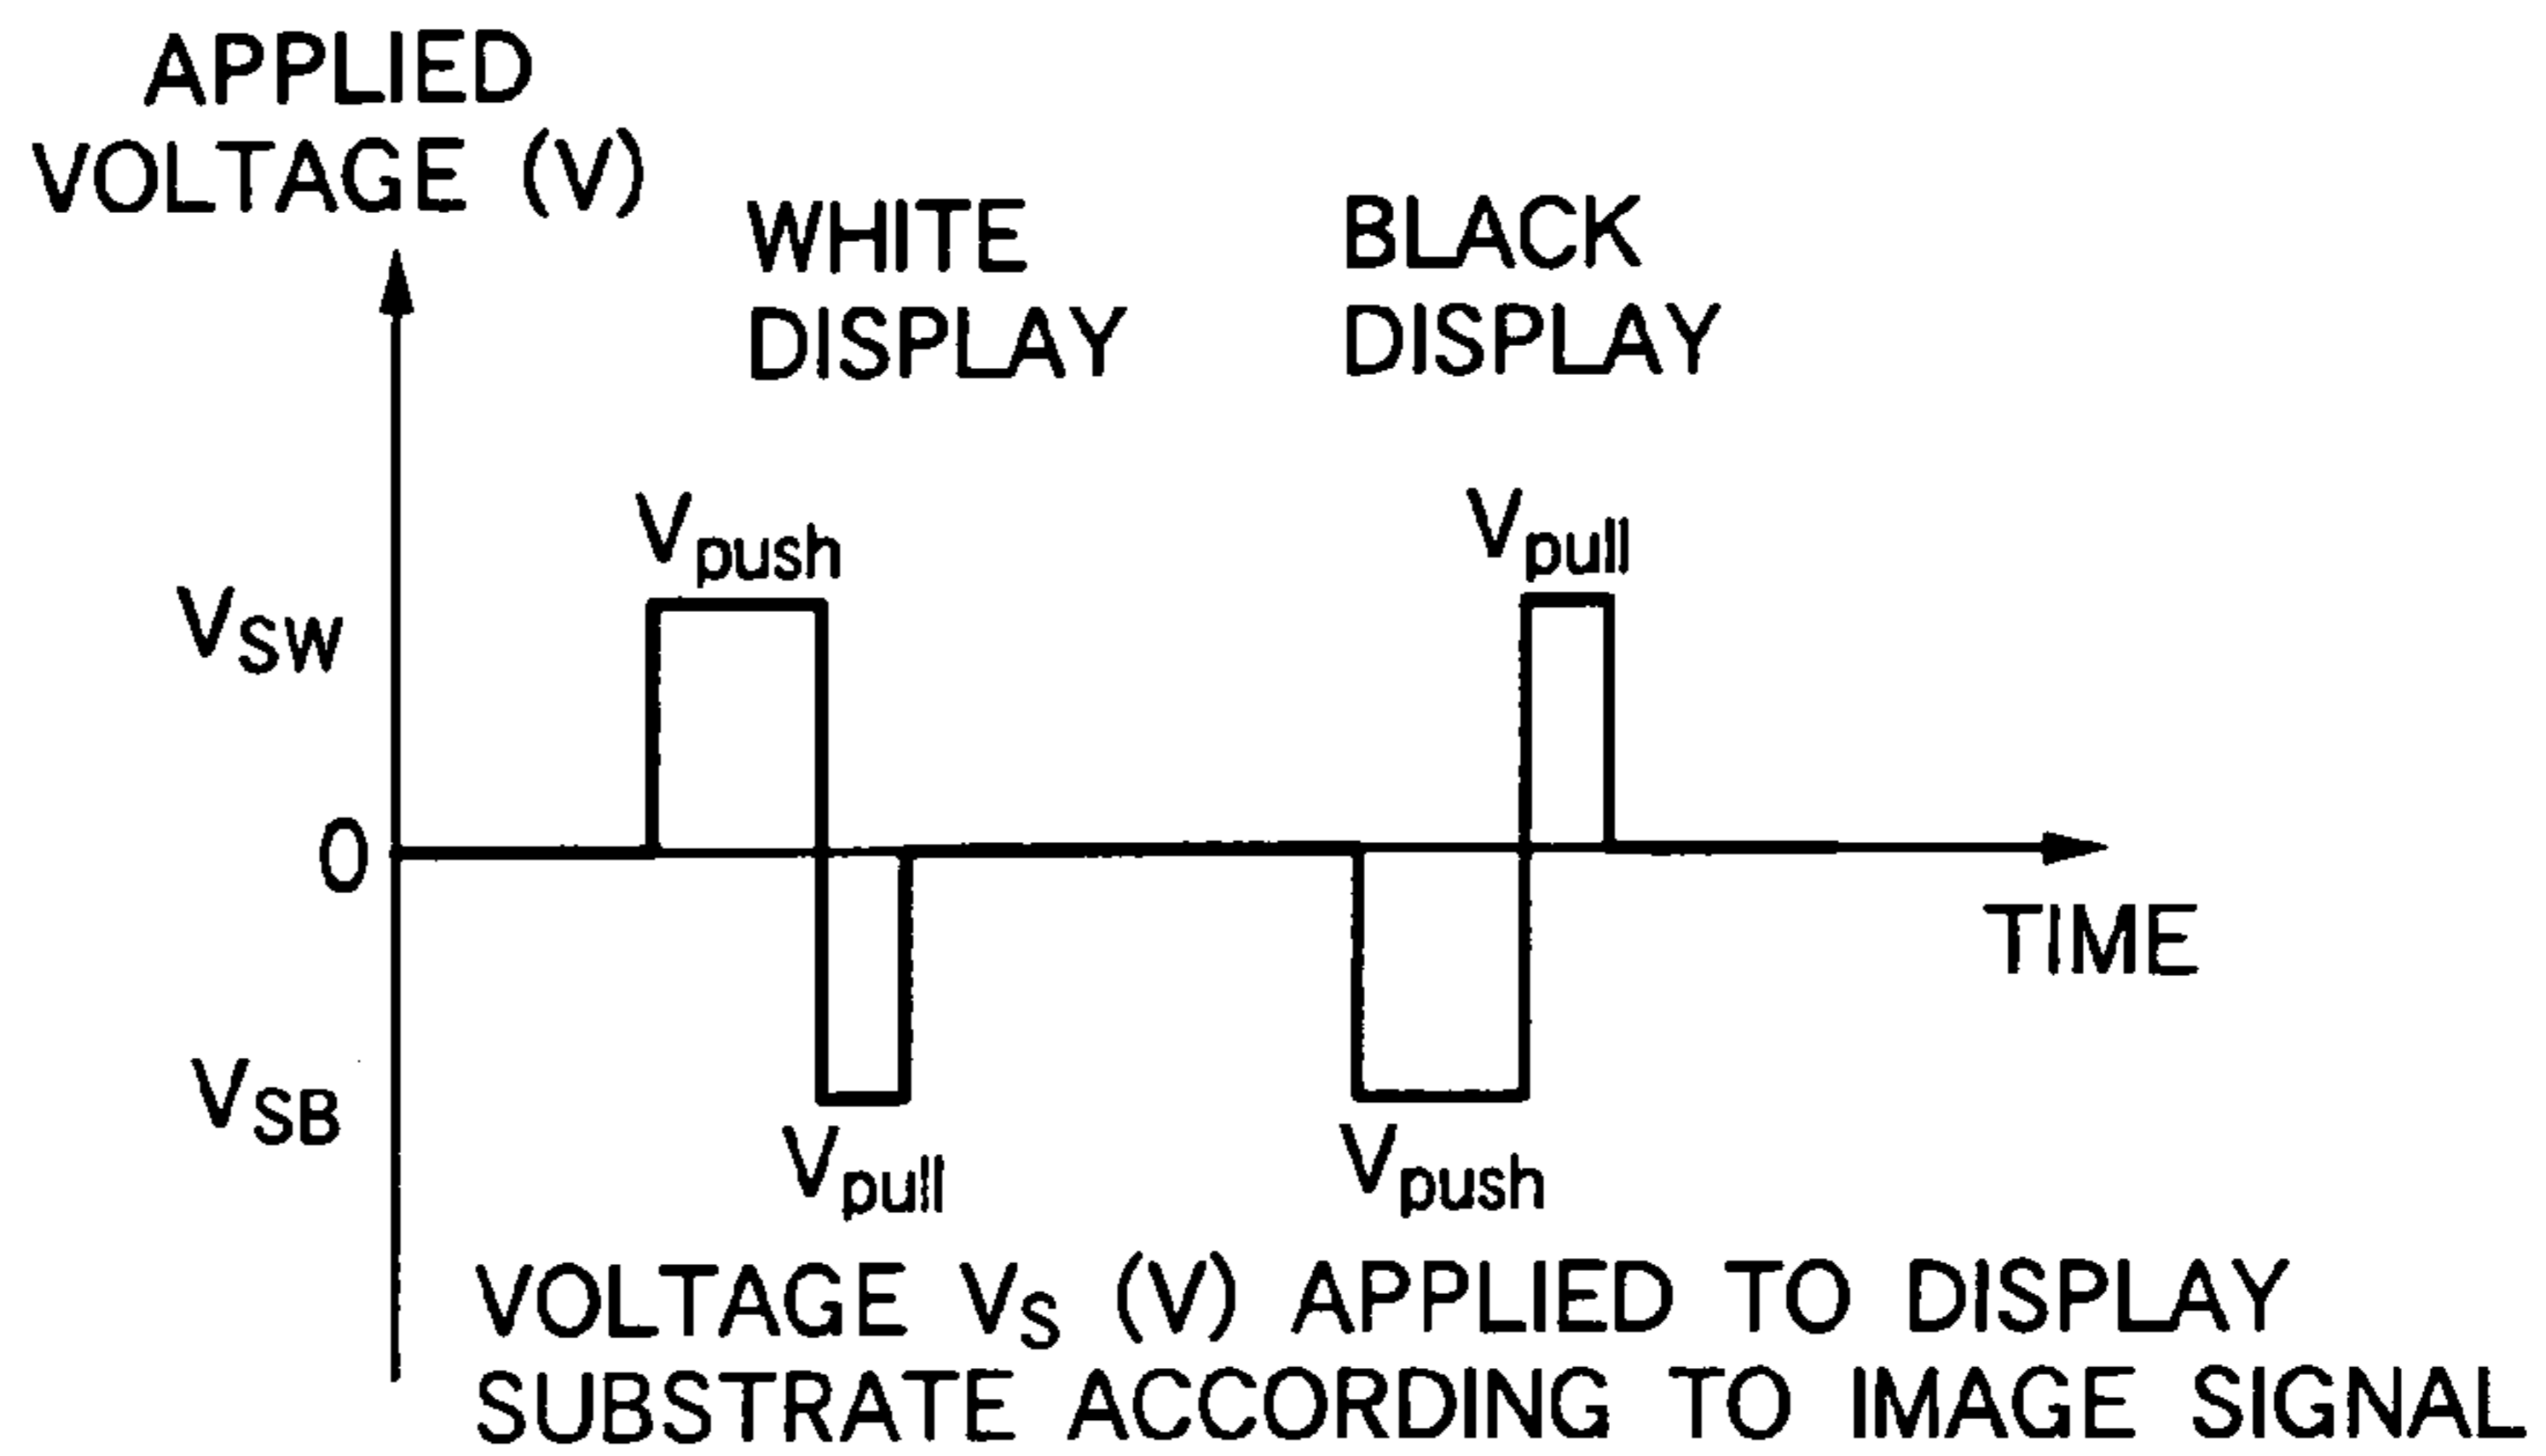 APPLIED
VOLTAGE (V)
WHITE
DISPLAY
BLACK
DISPLAY
Vpush
Vpull
VSW
0
TIME
VSB
Vpull
Vpush
VOLTAGE VS (V) APPLIED TO DISPLAY
SUBSTRATE ACCORDING TO IMAGE SIGNAL